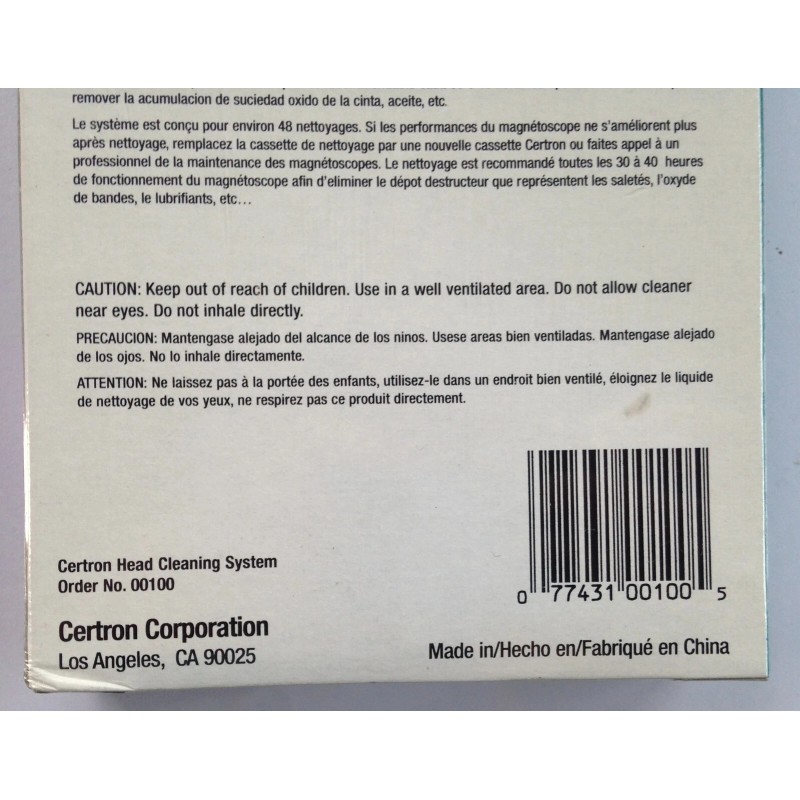 remover la acumulacion de suciedad oxido de la cinta, aceite, etc.
Le système est conçu pour environ 48 nettoyages. Si les performances du magnétoscope ne s'améliorent plus
après nettoyage, remplacez la cassette de nettoyage par une nouvelle cassette Certron ou faites appel à un
professionnel de la maintenance des magnétoscopes. Le nettoyage est recommandé toutes les 30 à 40 heures
de fonctionnement du magnétoscope afin d'eliminer le dépot destructeur que représentent les saletés, l'oxyde
de bandes, le lubrifiants, etc...
CAUTION: Keep out of reach of children. Use in a well ventilated area. Do not allow cleaner
near eyes. Do not inhale directly.
PRECAUCION: Mantengase alejado del alcance de los ninos. Usese areas bien ventiladas. Mantengase alejado
de los ojos. No lo inhale directamente.
ATTENTION: Ne laissez pas à la portée des enfants, utilisez-le dans un endroit bien ventilé, éloignez le liquide
de nettoyage de vos yeux, ne respirez pas ce produit directement.
Certron Head Cleaning System
Order No. 00100
0 77431 00100 5
Certron Corporation
Los Angeles, CA 90025
Made in/Hecho en/Fabriqué en China